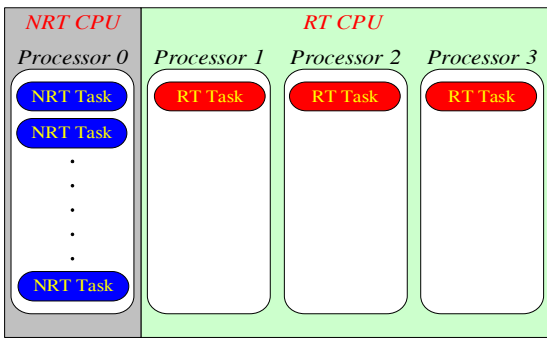 NRT CPU RT CPU
Processor 0 Processor 1 Processor 2 Processor 3
NRT Task RT Task RT Task RT Task
NRT Task
NRT Task